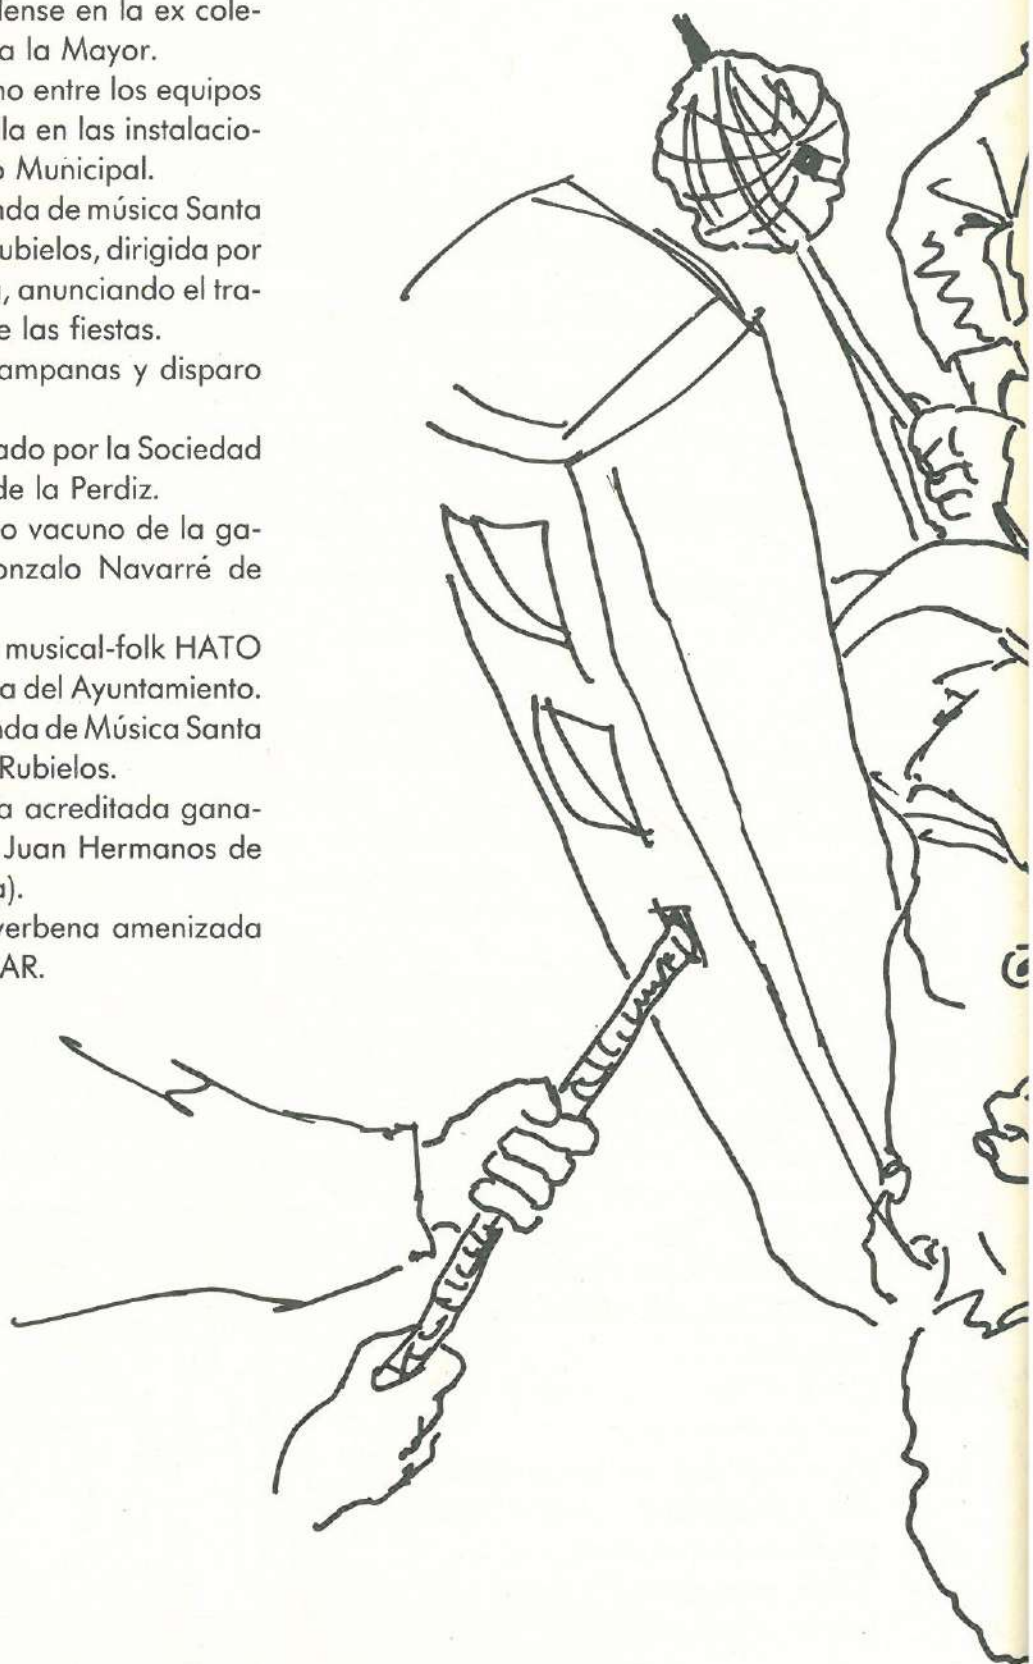 lense en la ex cole-
a la Mayor.
no entre los equipos
la en las instalacio-
o Municipal.
nda de música Santa
ubielos, dirigida por
, anunciando el tra-
e las fiestas.
ampanas y disparo
ado por la Sociedad
de la Perdiz.
o vacuno de la ga-
onzalo Navarré de
musical-folk HATO
a del Ayuntamiento.
nda de Música Santa
Rubielos.
a acreditada gana-
Juan Hermanos de
a).
verbena amenizada
AR.